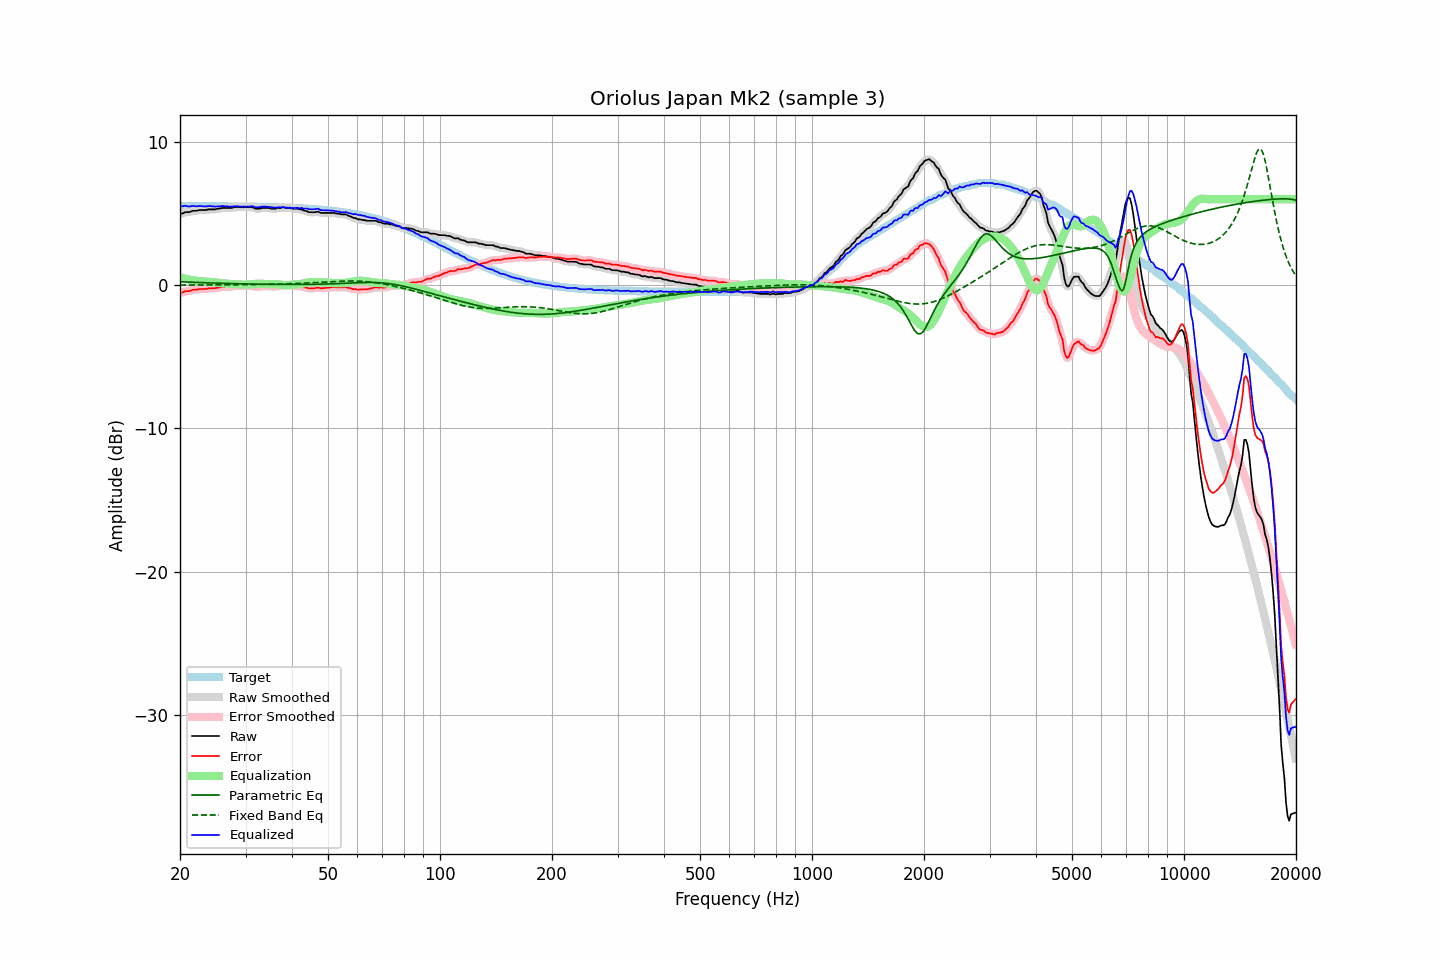 Oriolus Japan Mk2 (sample 3)
10
0
−10
−20
−30
Amplitude (dBr)
Target
Raw Smoothed
Error Smoothed
Raw
Error
Equalization
Parametric Eq
Fixed Band Eq
Equalized
20 50 100 200 500 1000 2000 5000 10000 20000
Frequency (Hz)